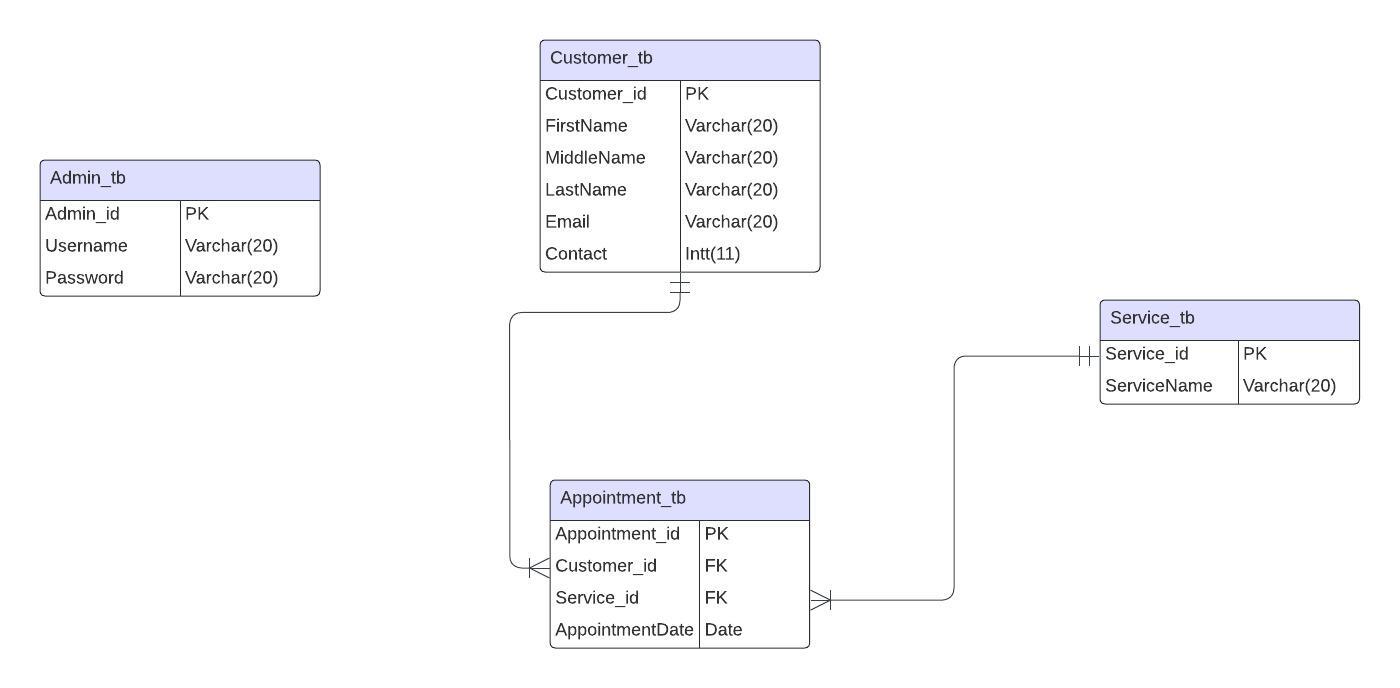 Customer_tb
Customer_id PK
FirstName Varchar(20)
MiddleName Varchar(20)
LastName Varchar(20)
Email Varchar(20)
Contact Intt(11)
Admin_tb
Admin_id PK
Username Varchar(20)
Password Varchar(20)
Service_tb
Service_id PK
ServiceName Varchar(20)
Appointment_tb
Appointment_id PK
Customer_id FK
Service_id FK
AppointmentDate Date